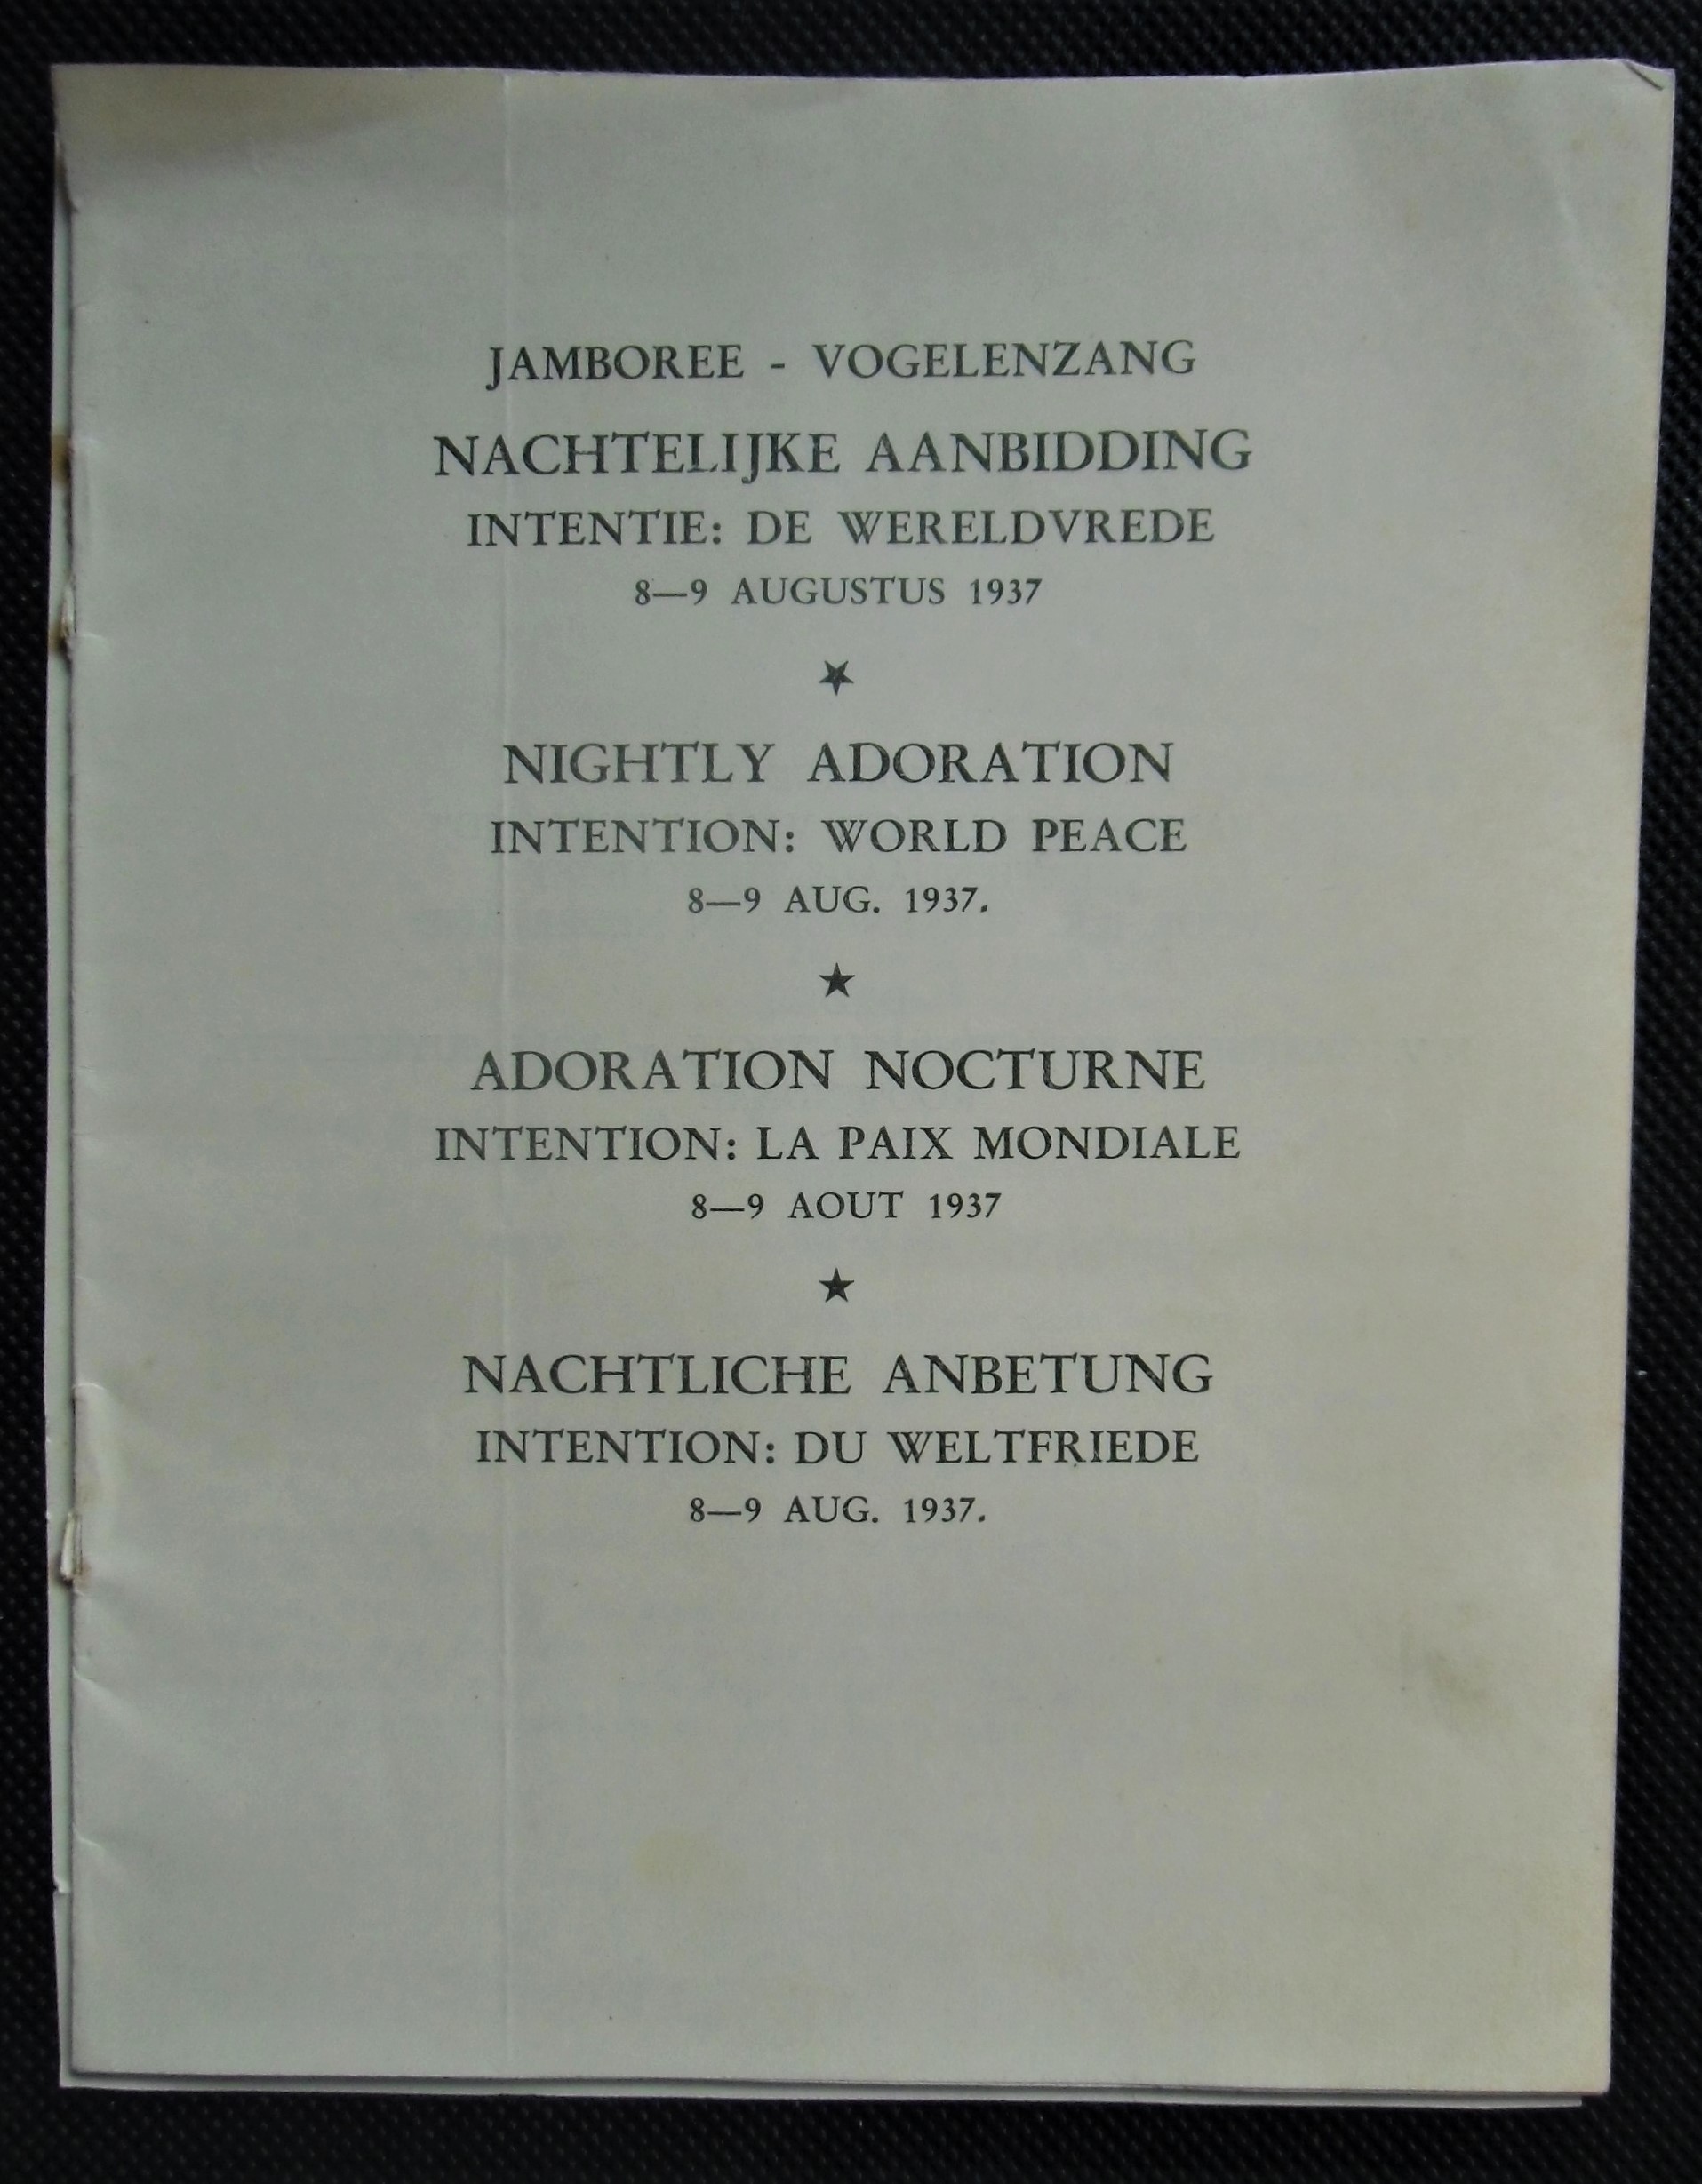 JAMBOREE - VOGELENZANG
NACHTELIJKE AANBIDDING
INTENTIE: DE WERELDVREDE
8—9 AUGUSTUS 1937
NIGHTLY ADORATION
INTENTION: WORLD PEACE
8—9 AUG. 1937.
ADORATION NOCTURNE
INTENTION: LA PAIX MONDIALE
8—9 AOUT 1937
NACHTLICHE ANBETUNG
INTENTION: DU WELTFRIEDE
8—9 AUG. 1937.